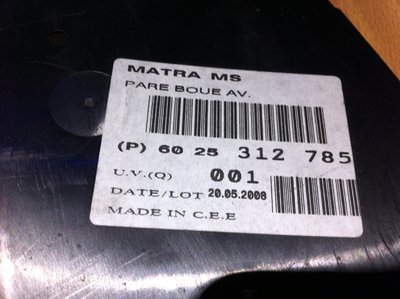 MATRA MS
PARE BOUE AV.
(P) 60 25 312 785
U.V.(Q) 001
DATE/LOT 20.05.2008
MADE IN C.E.E